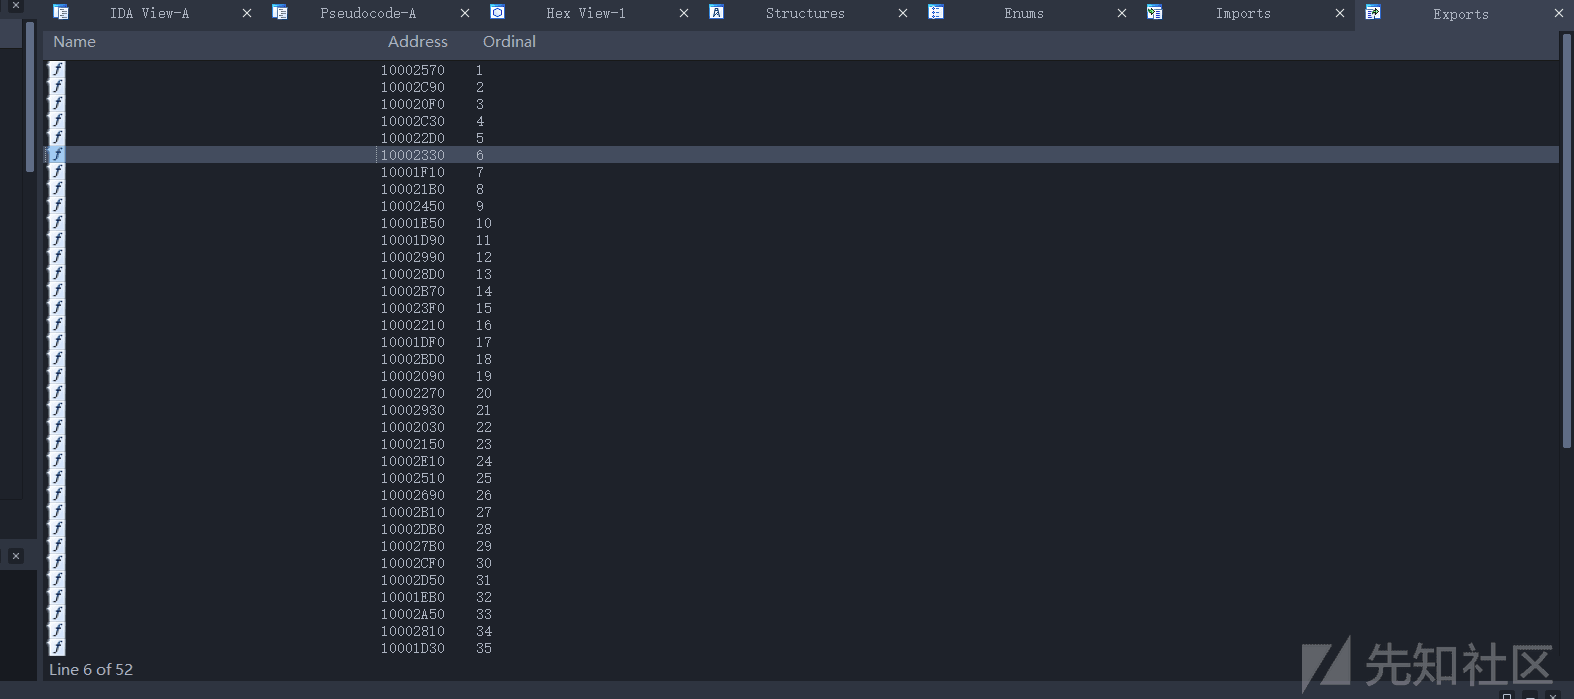 IDA View-A Pseudocode-A Hex View-1 Structures Enums Imports Exports
Name Address Ordinal
f 10002570 1
f 10002C90 2
f 100020F0 3
f 10002C30 4
f 100022D0 5
f 10002330 6
f 10001F10 7
f 100021B0 8
f 10002450 9
f 10001E50 10
f 10001D90 11
f 10002990 12
f 100028D0 13
f 10002B70 14
f 100023F0 15
f 10002210 16
f 10001DF0 17
f 10002BD0 18
f 10002090 19
f 10002270 20
f 10002930 21
f 10002030 22
f 10002150 23
f 10002E10 24
f 10002510 25
f 10002690 26
f 10002B10 27
f 10002DB0 28
f 100027B0 29
f 10002CF0 30
f 10002D50 31
f 10001EB0 32
f 10002A50 33
f 10002810 34
f 10001D30 35
Line 6 of 52
先知社区